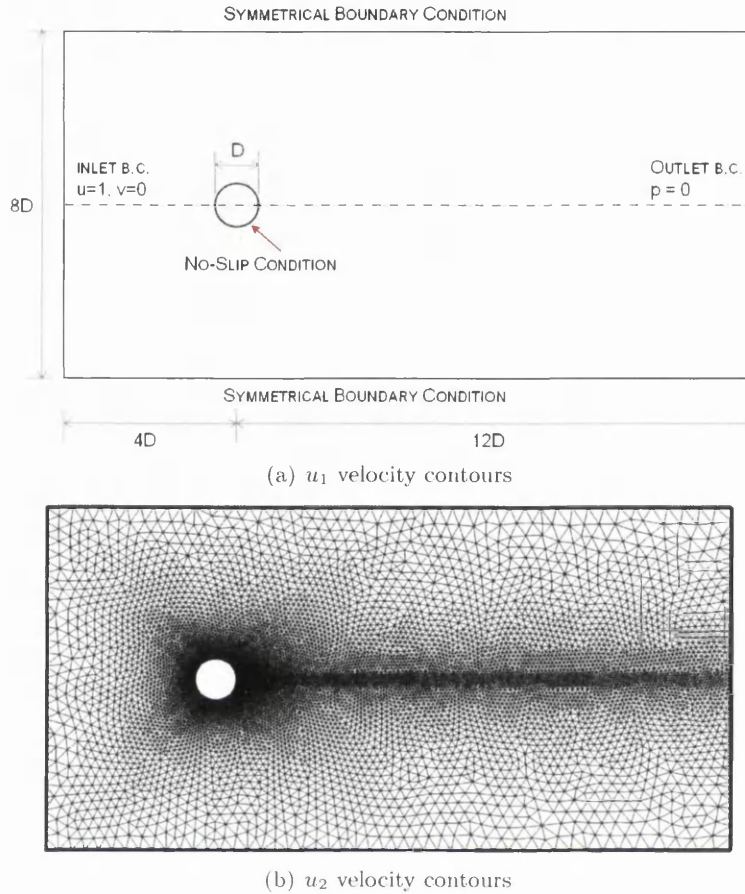 SYMMETRICAL BOUNDARY CONDITION
D
INLET B.C.
u=1, v=0
OUTLET B.C.
p = 0
8D
NO-SLIP CONDITION
SYMMETRICAL BOUNDARY CONDITION
4D
12D
(a) u₁ velocity contours
(b) u₂ velocity contours